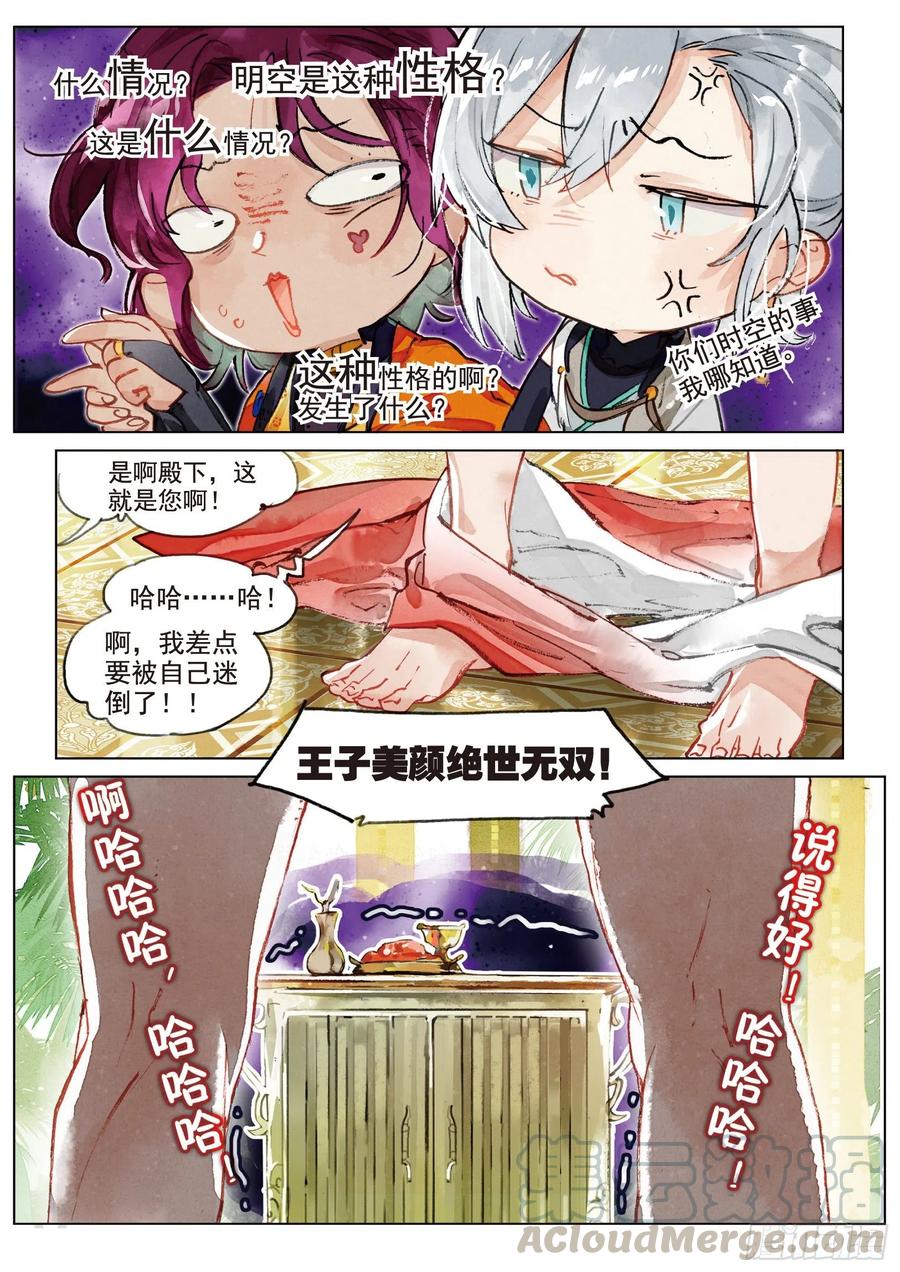 什么情况？
明空是这种性格？
这是什么情况？
这种性格的啊？
发生了什么？
你们时空的事
我哪知道。
是啊殿下，这
就是您啊！
哈哈……哈！
啊，我差点
要被自己迷
倒了！！
王子美颜绝世无双！
啊哈哈哈，
哈哈哈！
说得好！
哈哈哈！
集云数据
ACloudMerge.com